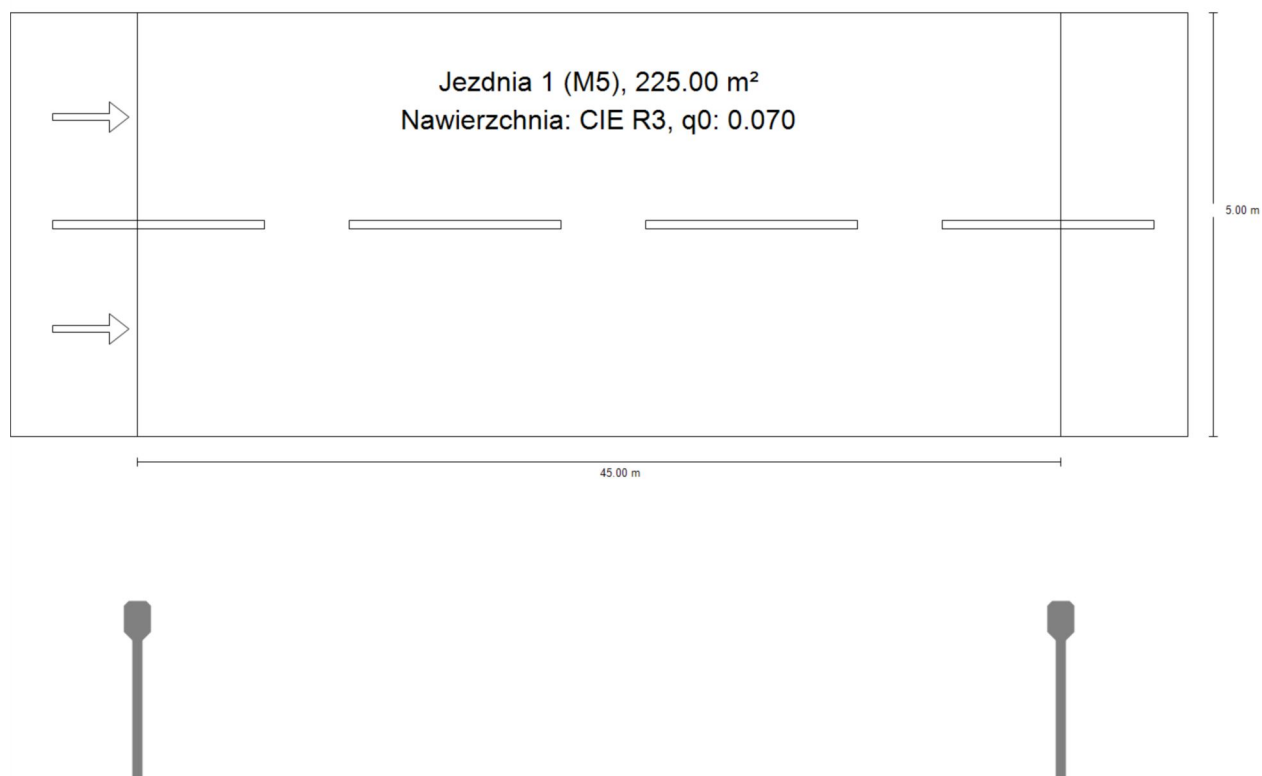 Jezdnia 1 (M5), 225.00 m²
Nawierzchnia: CIE R3, q0: 0.070
5.00 m
45.00 m